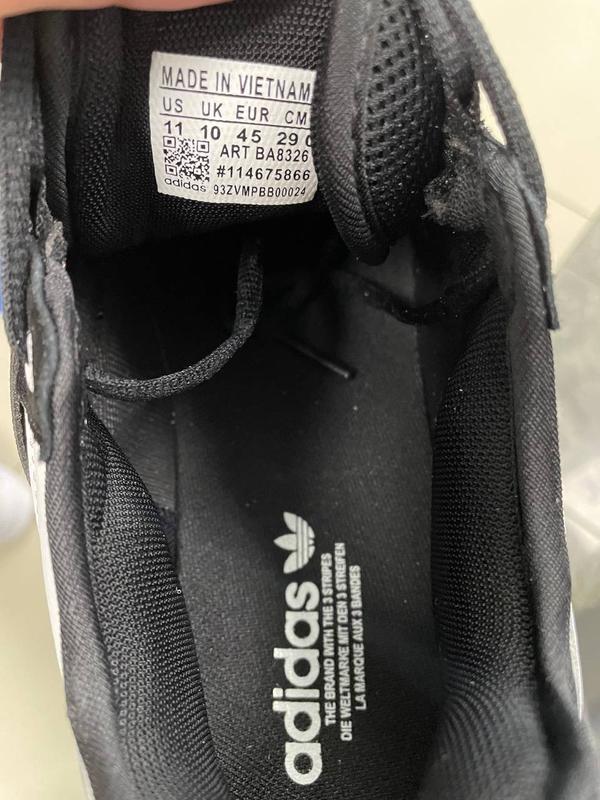 MADE IN VIETNAM
US UK EUR CM
11 10 45 29
ART BA8326
#114675866
adidas 93ZVMPBB00024
adidas
THE BRAND WITH THE 3 STRIPES
DIE WELTMARKE MIT DEN 3 STREIFEN
LA MARQUE AUX 3 BANDES